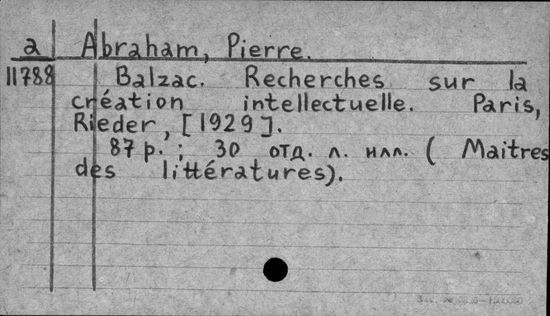 a Abraham, Pierre.
11788 Balzac. Recherches sur la
création intellectuelle. Paris,
Rieder, [1929].
87 p.; 30 отд. л. илл. (Maitres
des littératures).